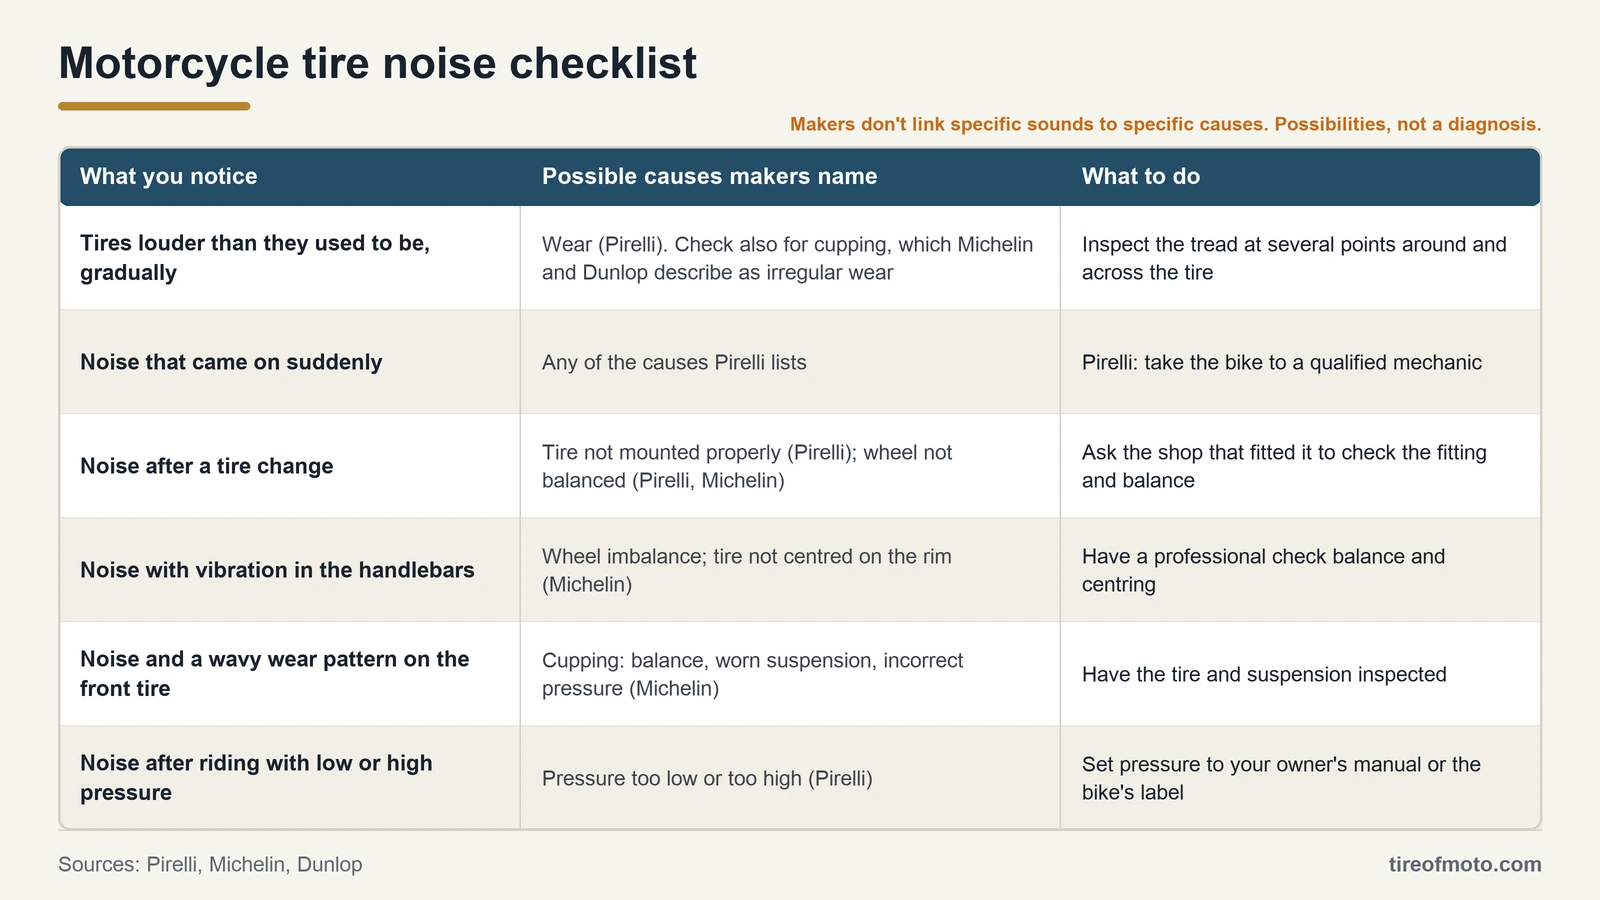 Motorcycle tire noise checklist
Makers don't link specific sounds to specific causes. Possibilities, not a diagnosis.
What you notice
Possible causes makers name
What to do
Tires louder than they used to be,
gradually
Wear (Pirelli). Check also for cupping, which Michelin
and Dunlop describe as irregular wear
Inspect the tread at several points around and
across the tire
Noise that came on suddenly
Any of the causes Pirelli lists
Pirelli: take the bike to a qualified mechanic
Noise after a tire change
Tire not mounted properly (Pirelli); wheel not
balanced (Pirelli, Michelin)
Ask the shop that fitted it to check the fitting
and balance
Noise with vibration in the handlebars
Wheel imbalance; tire not centred on the rim
(Michelin)
Have a professional check balance and
centring
Noise and a wavy wear pattern on the
front tire
Cupping: balance, worn suspension, incorrect
pressure (Michelin)
Have the tire and suspension inspected
Noise after riding with low or high
pressure
Pressure too low or too high (Pirelli)
Set pressure to your owner's manual or the
bike's label
Sources: Pirelli, Michelin, Dunlop
tireofmoto.com